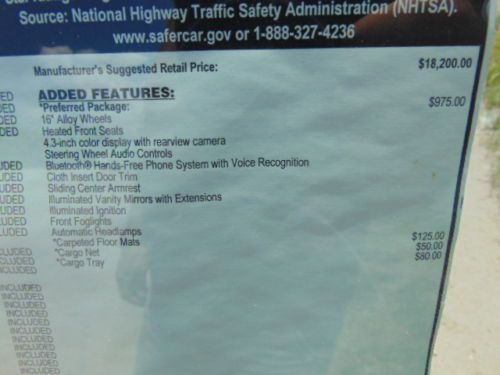 Source: National Highway Traffic Safety Administration (NHTSA).
www.safercar.gov or 1-888-327-4236
Manufacturer's Suggested Retail Price: $18,200.00
ADDED FEATURES:
*Preferred Package: $975.00
16" Alloy Wheels
Heated Front Seats
4.3-inch color display with rearview camera
Steering Wheel Audio Controls
Bluetooth® Hands-Free Phone System with Voice Recognition
Cloth Insert Door Trim
Sliding Center Armrest
Illuminated Vanity Mirrors with Extensions
Illuminated Ignition
Front Foglights
Automatic Headlamps
*Carpeted Floor Mats $125.00
*Cargo Net $50.00
*Cargo Tray $80.00
INCLUDED
INCLUDED
INCLUDED
INCLUDED
INCLUDED
INCLUDED
INCLUDED
INCLUDED
INCLUDED